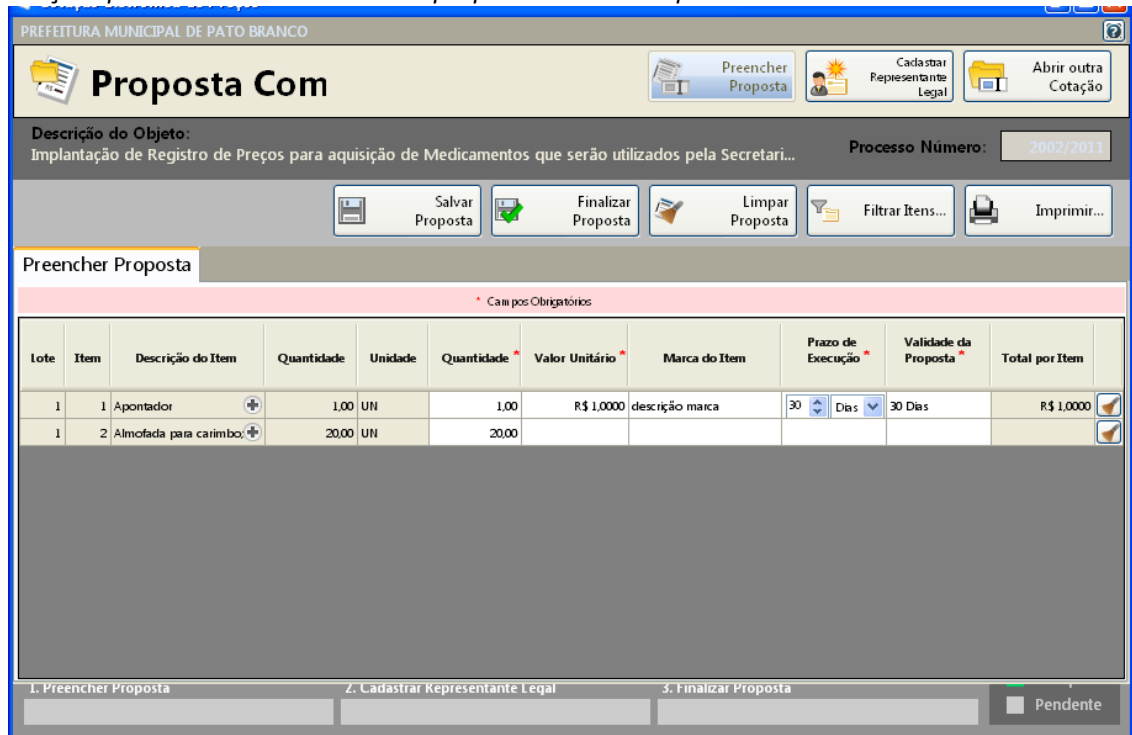 PREFEITURA MUNICIPAL DE PATO BRANCO
Proposta Com
Preencher
Proposta
Cadastrar
Representante
Legal
Abrir outra
Cotação
Descrição do Objeto:
Implantação de Registro de Preços para aquisição de Medicamentos que serão utilizados pela Secretari...
Processo Número: 2002/2011
Salvar
Proposta
Finalizar
Proposta
Limpar
Proposta
Filtrar Itens...
Imprimir...
Preencher Proposta
* Campos Obrigatórios
Lote Item Descrição do Item Quantidade Unidade Quantidade * Valor Unitário * Marca do Item Prazo de Execução * Validade da Proposta * Total por Item
1 1 Apontador 1,00 UN 1,00 R$ 1,0000 descrição marca 30 Dias 30 Dias R$ 1,0000
1 2 Almofada para carimbo; 20,00 UN 20,00
1. Preencher Proposta 2. Cadastrar Representante Legal 3. Finalizar Proposta
Pendente